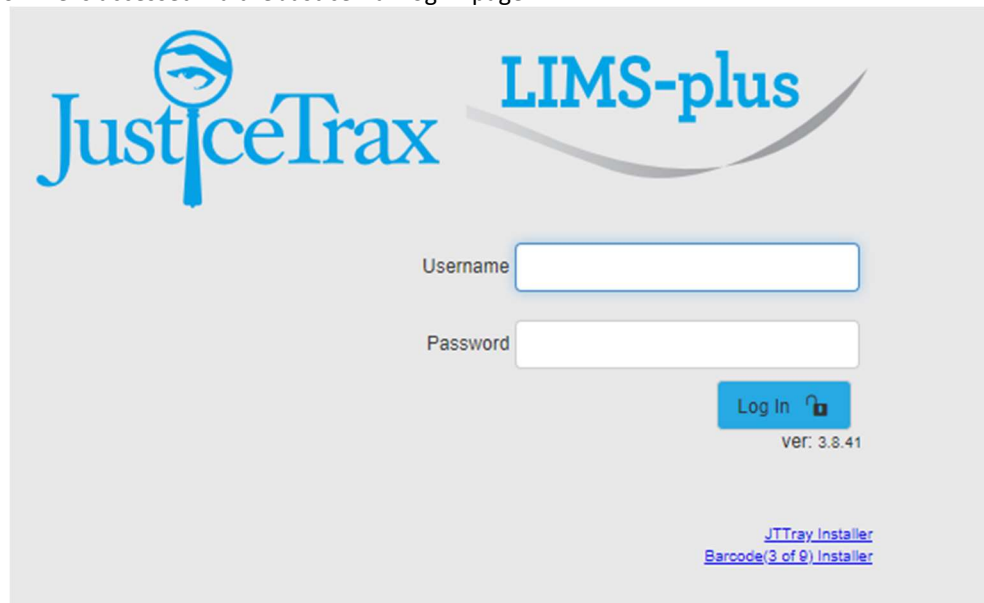 JusticeTrax
LIMS-plus
Username
Password
Log In
ver: 3.8.41
JTTray Installer
Barcode(3 of 9) Installer